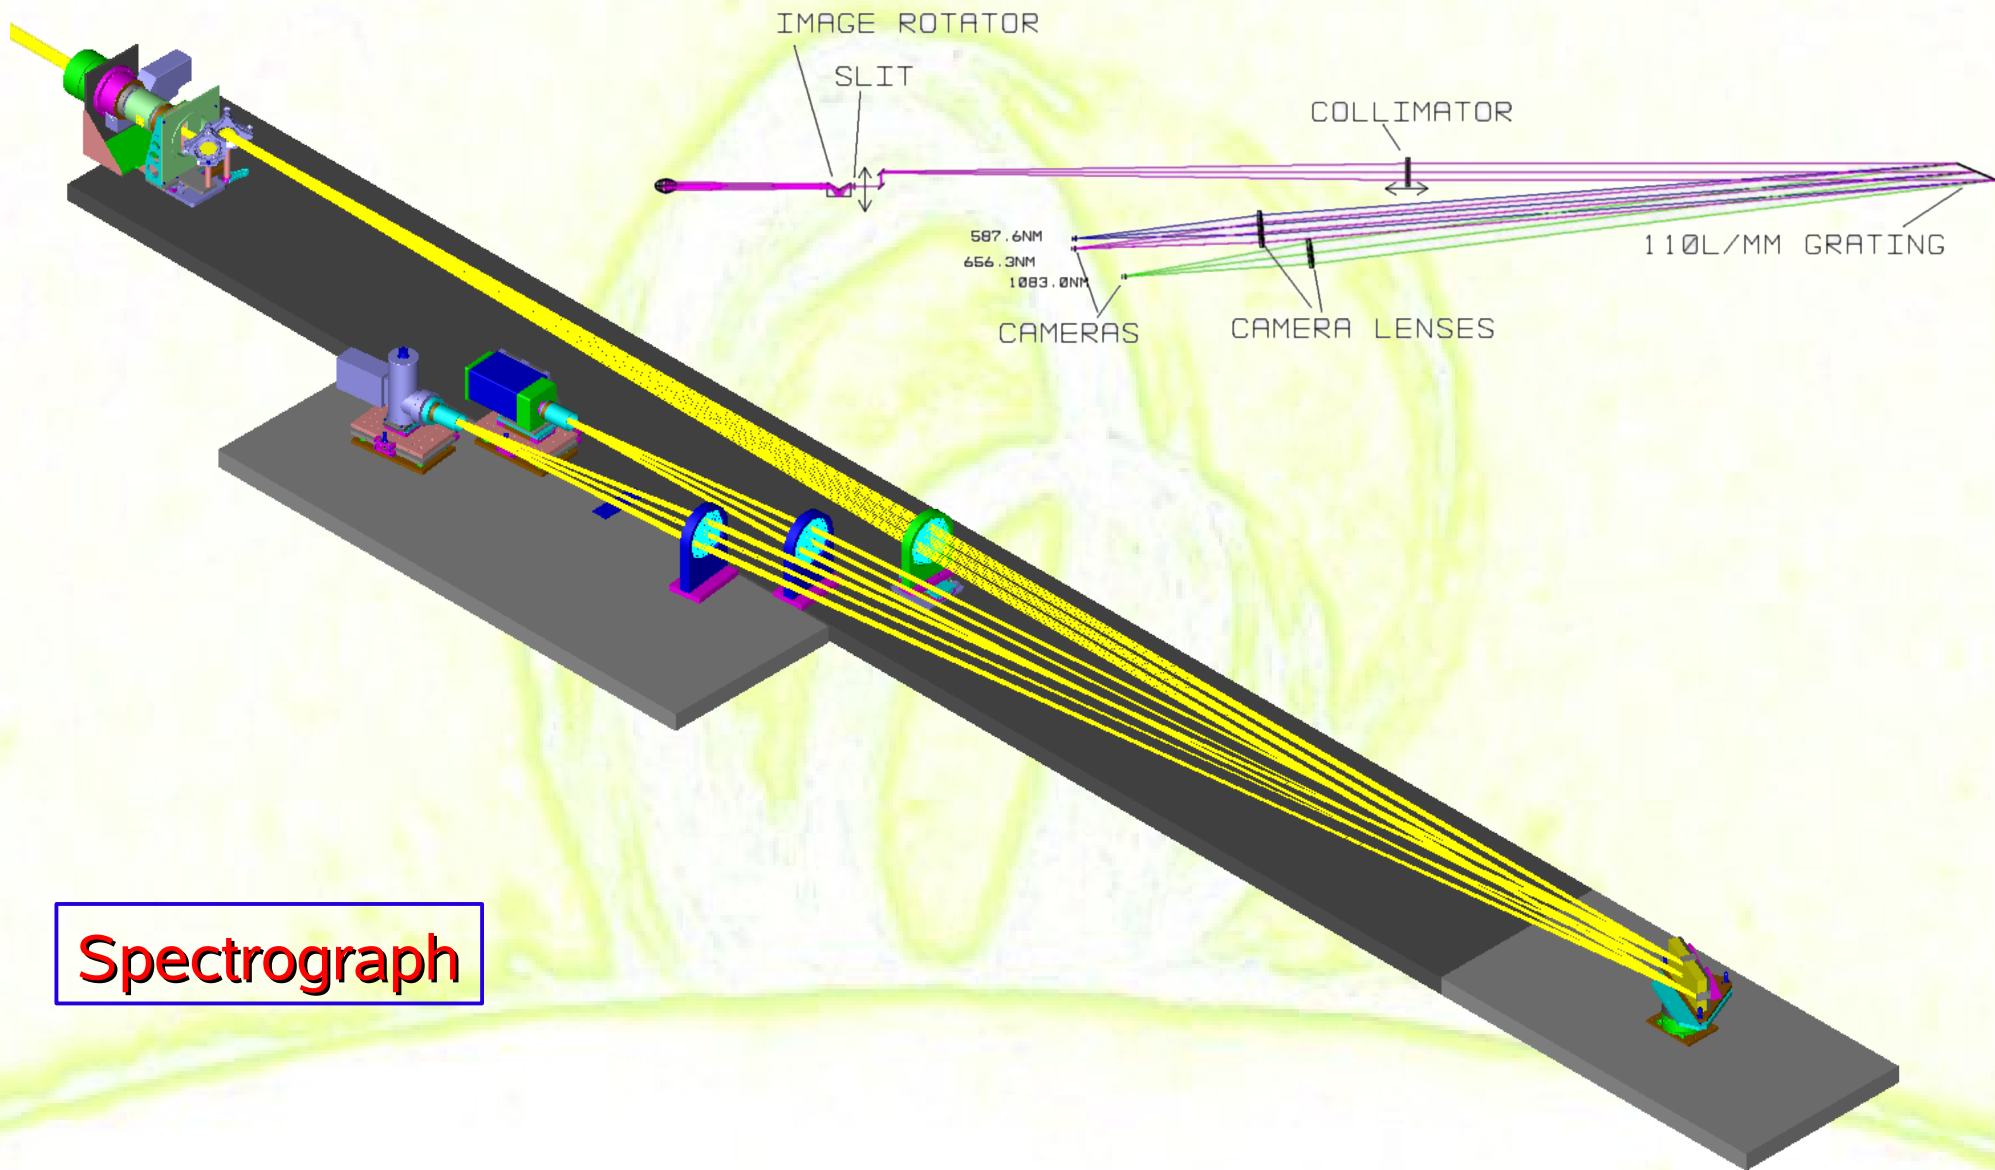 IMAGE ROTATOR
SLIT
COLLIMATOR
587.6NM
656.3NM
1083.0NM
110L/MM GRATING
CAMERAS
CAMERA LENSES
Spectrograph